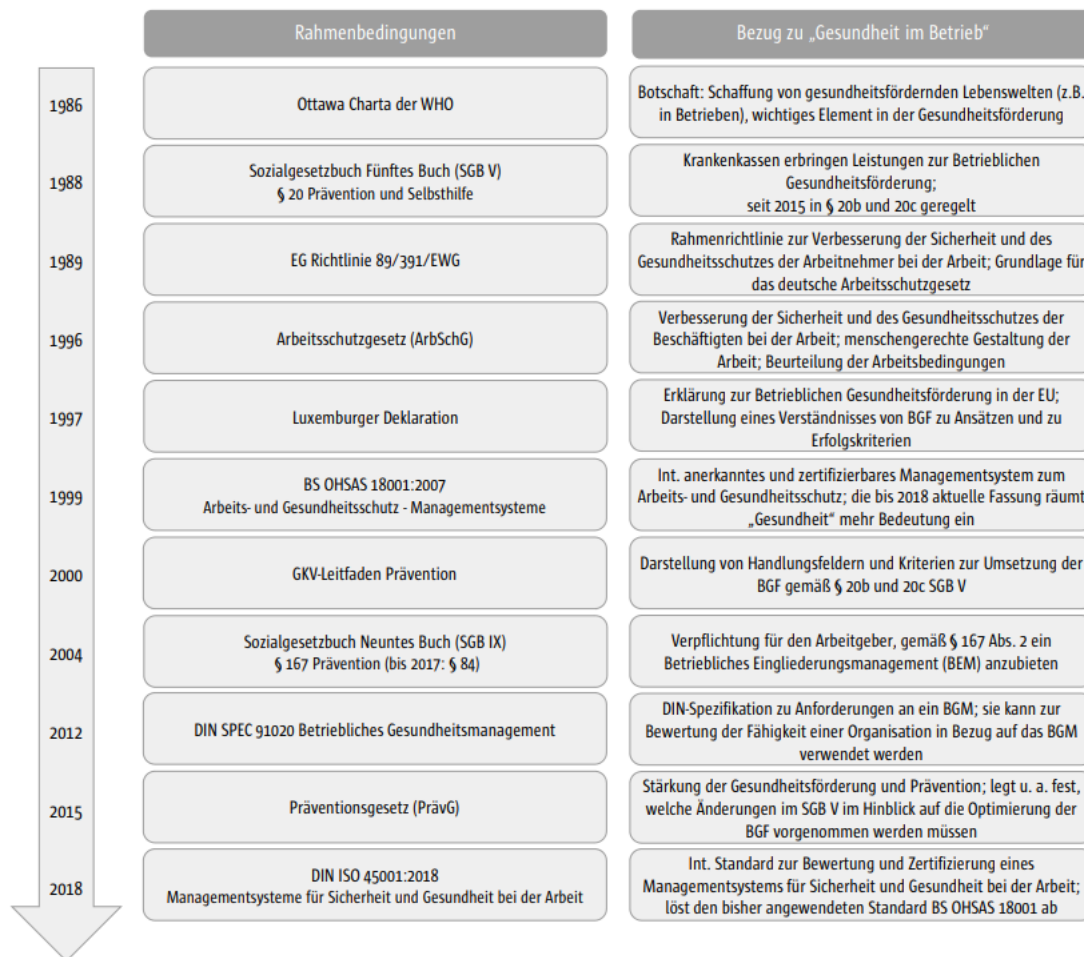 Rahmenbedingungen
Bezug zu „Gesundheit im Betrieb“
1986
Ottawa Charta der WHO
Botschaft: Schaffung von gesundheitsfördernden Lebenswelten (z.B.
in Betrieben), wichtiges Element in der Gesundheitsförderung
1988
Sozialgesetzbuch Fünftes Buch (SGB V)
§ 20 Prävention und Selbsthilfe
Krankenkassen erbringen Leistungen zur Betrieblichen
Gesundheitsförderung;
seit 2015 in § 20b und 20c geregelt
1989
EG Richtlinie 89/391/EWG
Rahmenrichtlinie zur Verbesserung der Sicherheit und des
Gesundheitsschutzes der Arbeitnehmer bei der Arbeit; Grundlage für
das deutsche Arbeitsschutzgesetz
1996
Arbeitsschutzgesetz (ArbSchG)
Verbesserung der Sicherheit und des Gesundheitsschutzes der
Beschäftigten bei der Arbeit; menschengerechte Gestaltung der
Arbeit; Beurteilung der Arbeitsbedingungen
1997
Luxemburger Deklaration
Erklärung zur Betrieblichen Gesundheitsförderung in der EU;
Darstellung eines Verständnisses von BGF zu Ansätzen und zu
Erfolgskriterien
1999
BS OHSAS 18001:2007
Arbeits- und Gesundheitsschutz - Managementsysteme
Int. anerkanntes und zertifizierbares Managementsystem zum
Arbeits- und Gesundheitsschutz; die bis 2018 aktuelle Fassung räumt
„Gesundheit“ mehr Bedeutung ein
2000
GKV-Leitfaden Prävention
Darstellung von Handlungsfeldern und Kriterien zur Umsetzung der
BGF gemäß § 20b und 20c SGB V
2004
Sozialgesetzbuch Neuntes Buch (SGB IX)
§ 167 Prävention (bis 2017: § 84)
Verpflichtung für den Arbeitgeber, gemäß § 167 Abs. 2 ein
Betriebliches Eingliederungsmanagement (BEM) anzubieten
2012
DIN SPEC 91020 Betriebliches Gesundheitsmanagement
DIN-Spezifikation zu Anforderungen an ein BGM; sie kann zur
Bewertung der Fähigkeit einer Organisation in Bezug auf das BGM
verwendet werden
2015
Präventionsgesetz (PrävG)
Stärkung der Gesundheitsförderung und Prävention; legt u. a. fest,
welche Änderungen im SGB V im Hinblick auf die Optimierung der
BGF vorgenommen werden müssen
2018
DIN ISO 45001:2018
Managementsysteme für Sicherheit und Gesundheit bei der Arbeit
Int. Standard zur Bewertung und Zertifizierung eines
Managementsystems für Sicherheit und Gesundheit bei der Arbeit;
löst den bisher angewendeten Standard BS OHSAS 18001 ab